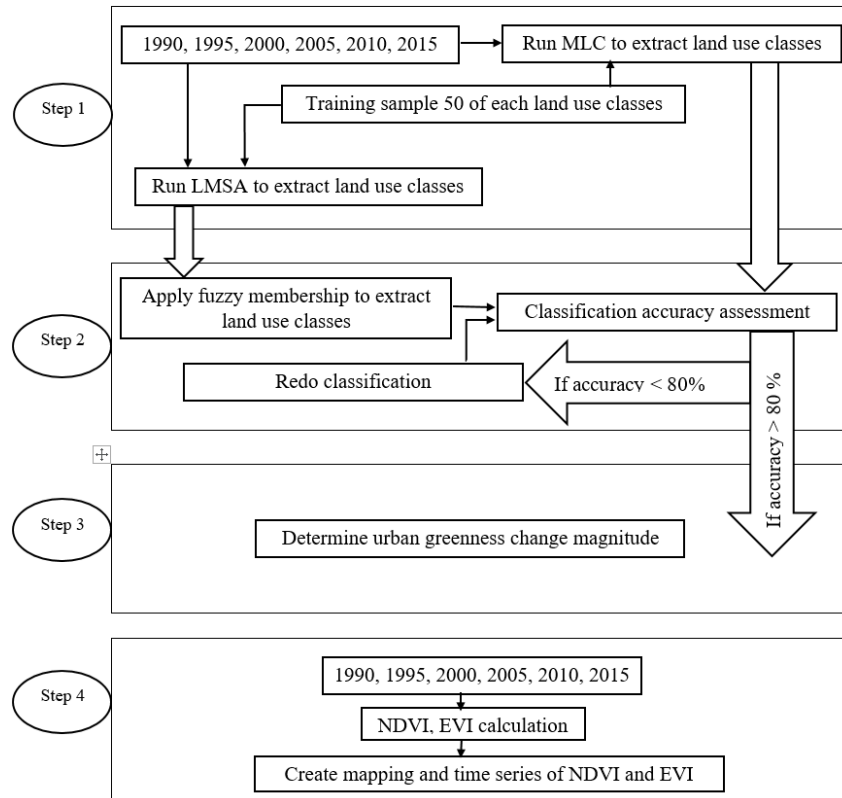 Step 1
1990, 1995, 2000, 2005, 2010, 2015
Run MLC to extract land use classes
Training sample 50 of each land use classes
Run LMSA to extract land use classes
Step 2
Apply fuzzy membership to extract
land use classes
Classification accuracy assessment
Redo classification
If accuracy < 80%
If accuracy > 80 %
Step 3
Determine urban greenness change magnitude
Step 4
1990, 1995, 2000, 2005, 2010, 2015
NDVI, EVI calculation
Create mapping and time series of NDVI and EVI